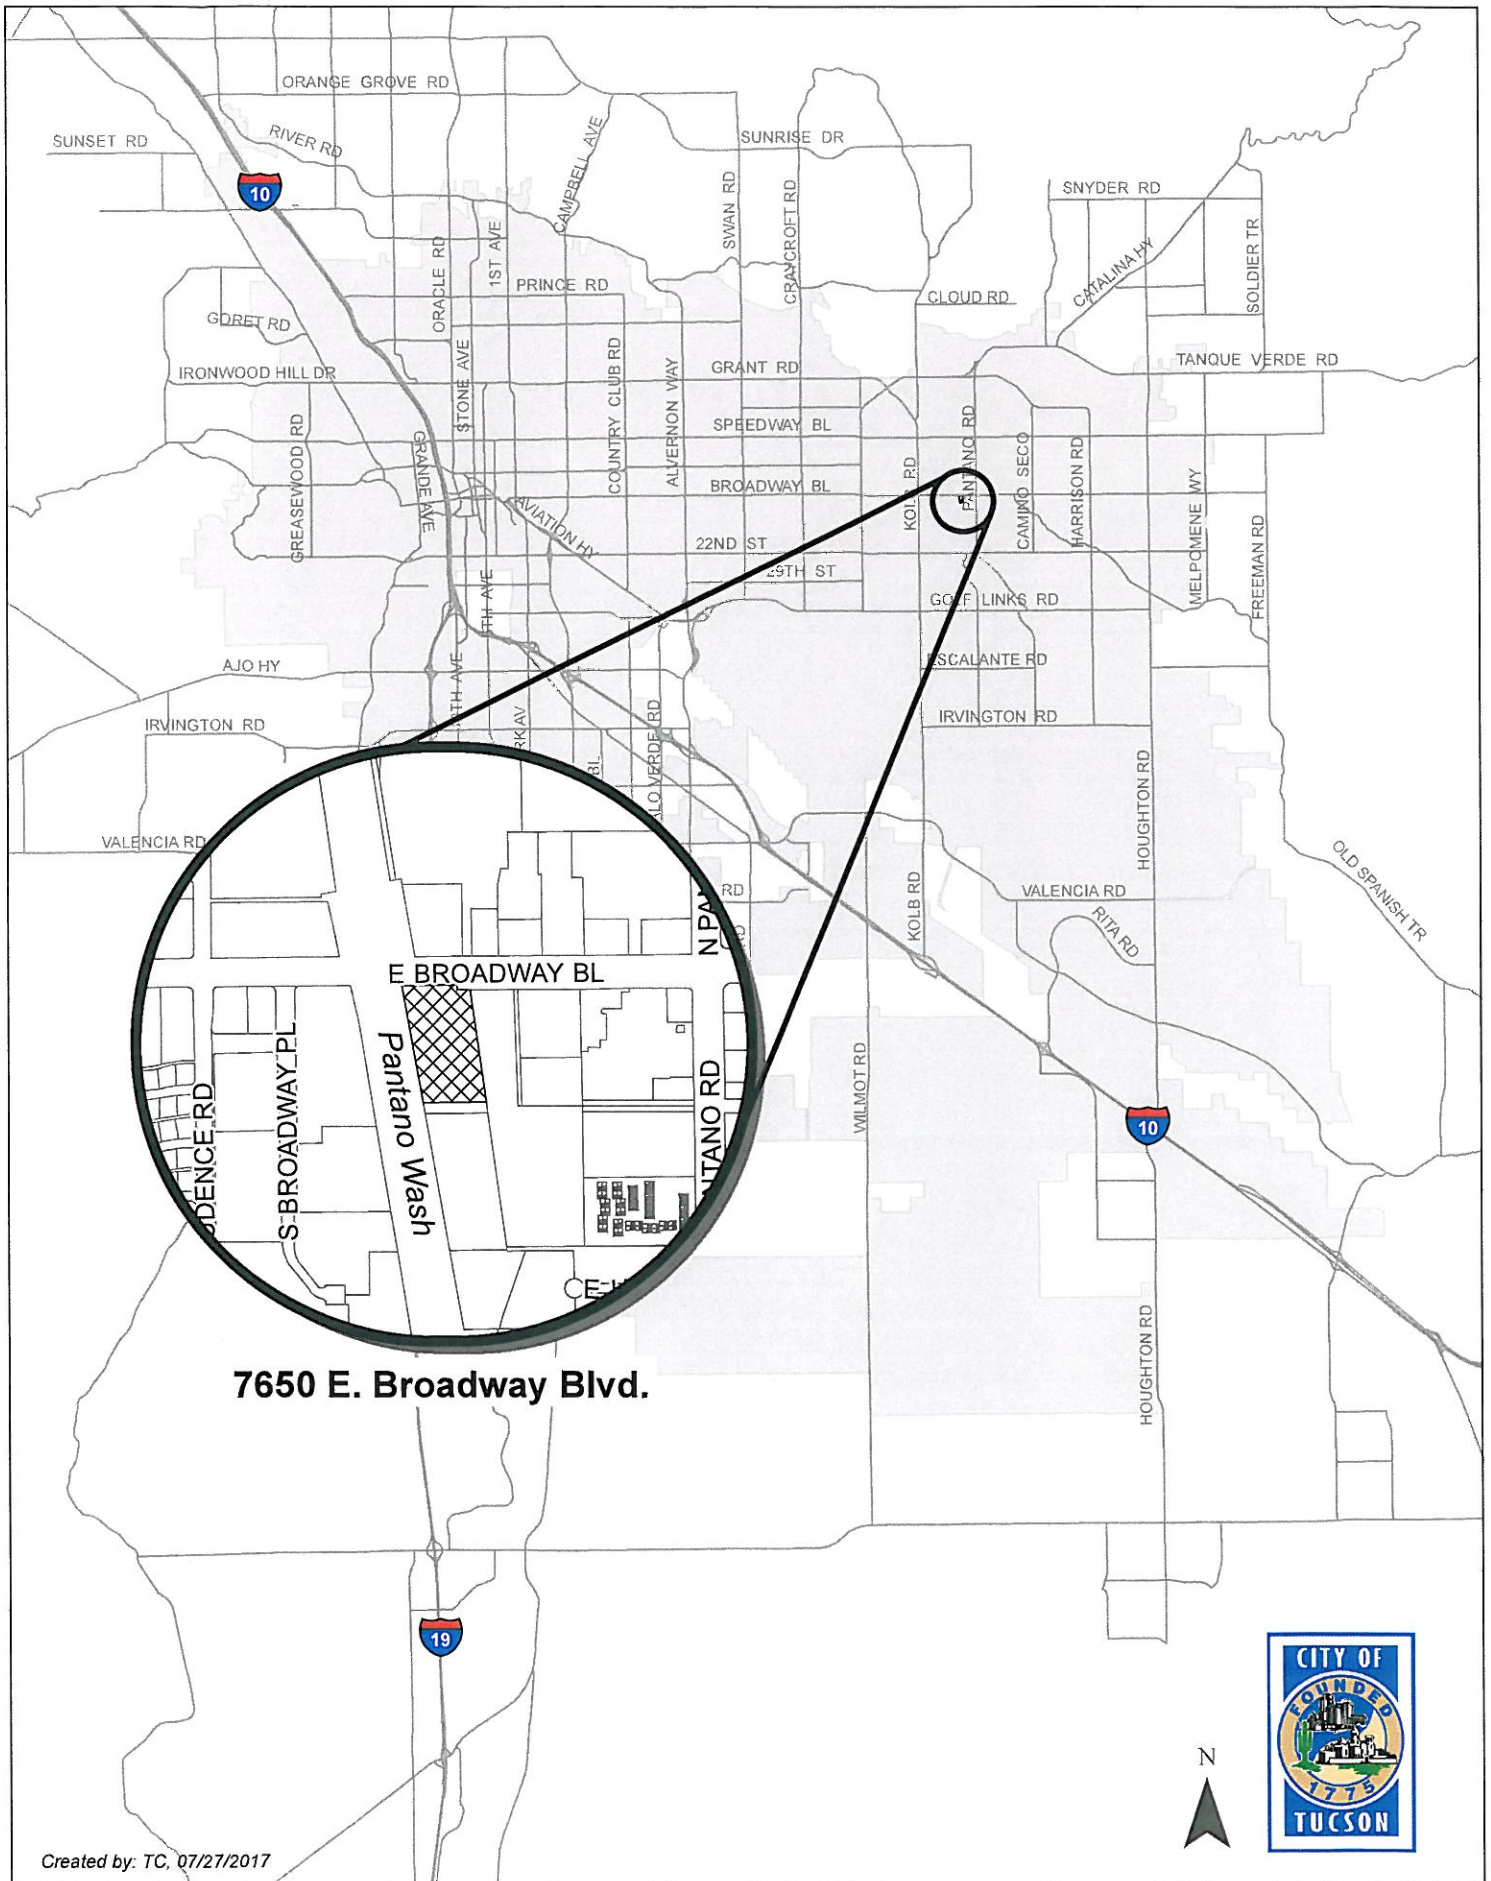 ORANGE GROVE RD
SUNSET RD
RIVER RD
CAMPBELL AVE
SUNRISE DR
10
SWAN RD
CRAYCROFT RD
SNYDER RD
ORACLE RD
1ST AVE
CATALINA HY
SOLDIER TR
PRINCE RD
CLOUD RD
GORET RD
IRONWOOD HILL DR
STONE AVE
COUNTRY CLUB RD
ALVERNON WAY
GRANT RD
TANQUE VERDE RD
GREASEWOOD RD
GRANDE AVE
SPEEDWAY BL
PANTANO RD
CAMINO SECO
HARRISON RD
BROADWAY BL
KOLB RD
MELPOMENE WY
FREEMAN RD
AVIATION HY
22ND ST
29TH ST
GOLF LINKS RD
AJO HY
ESCALANTE RD
IRVINGTON RD
IRVINGTON RD
HOUGHTON RD
VALENCIA RD
RD
KOLB RD
VALENCIA RD
RITA RD
OLD SPANISH TR
N PA
E BROADWAY BL
Pantano Wash
S BROADWAY PL
DENCE RD
NTANO RD
WILMOT RD
10
7650 E. Broadway Blvd.
HOUGHTON RD
19
CITY OF
FOUNDED
1775
TUCSON
N
Created by: TC, 07/27/2017